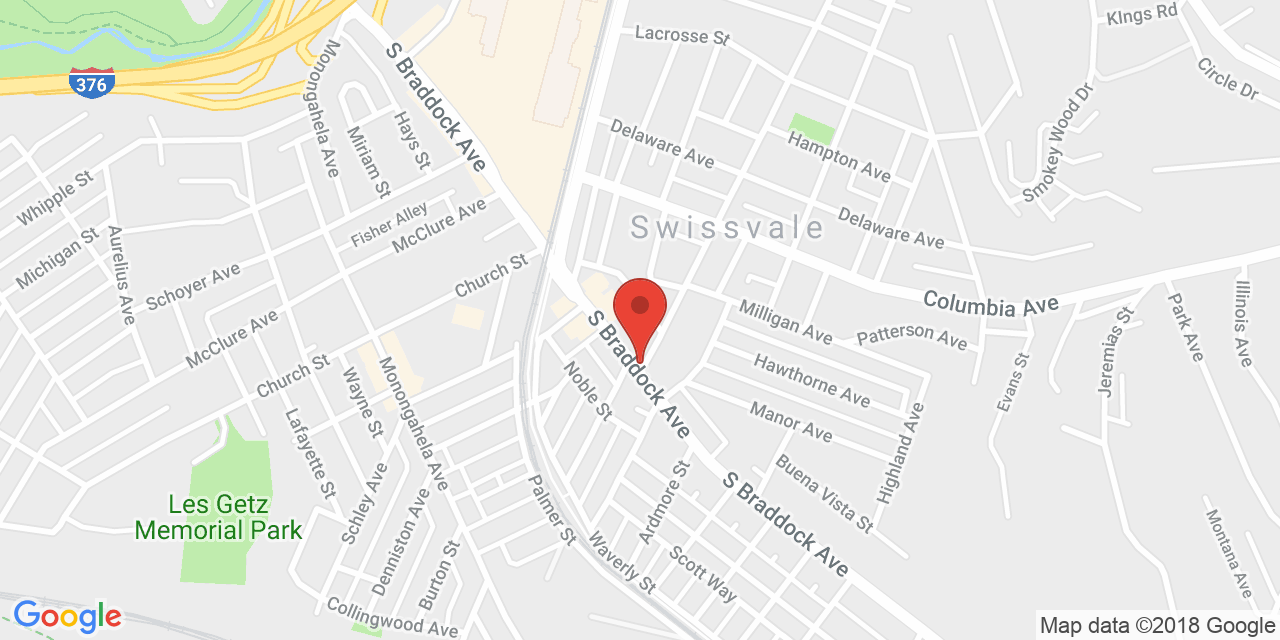 KIngs Rd
Lacrosse St
S Braddock Ave
Circle Dr
376
Monongahela Ave
Hays St
Miriam St
Delaware Ave
Hampton Ave
Smokey Wood Dr
Whipple St
Fisher Alley
McClure Ave
Swissvale
Delaware Ave
Michigan St
Aurelius Ave
Schoyer Ave
Church St
Columbia Ave
Illinois Ave
McClure Ave
S Braddock Ave
Milligan Ave
Patterson Ave
Park Ave
Jeremias St
Church St
Wayne St
Monongahela Ave
Noble St
Hawthorne Ave
Evans St
Manor Ave
Highland Ave
Lafayette St
Schley Ave
Denniston Ave
Buena Vista St
Les Getz
Memorial Park
Palmer St
Ardmore St
S Braddock Ave
Montana Ave
Burton St
Waverly St
Scott Way
Collingwood Ave
Google
Map data ©2018 Google